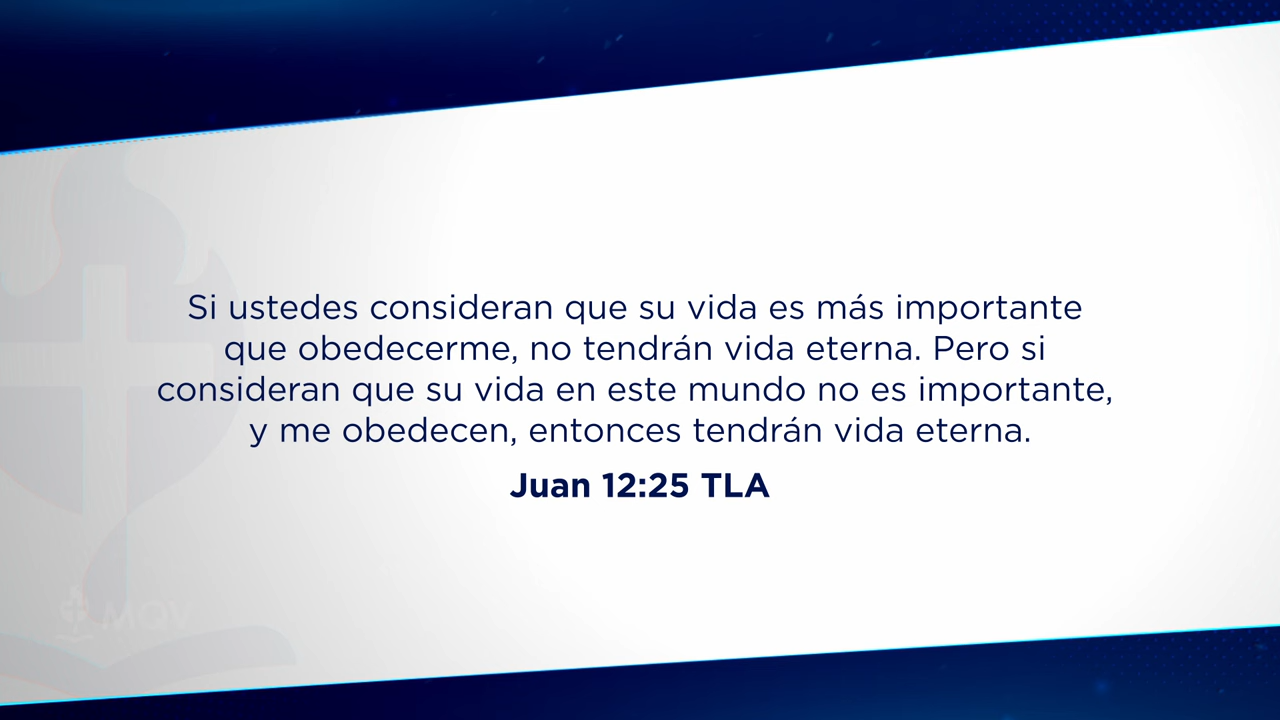 Si ustedes consideran que su vida es más importante
que obedecerme, no tendrán vida eterna. Pero si
consideran que su vida en este mundo no es importante,
y me obedecen, entonces tendrán vida eterna.
Juan 12:25 TLA
MQV